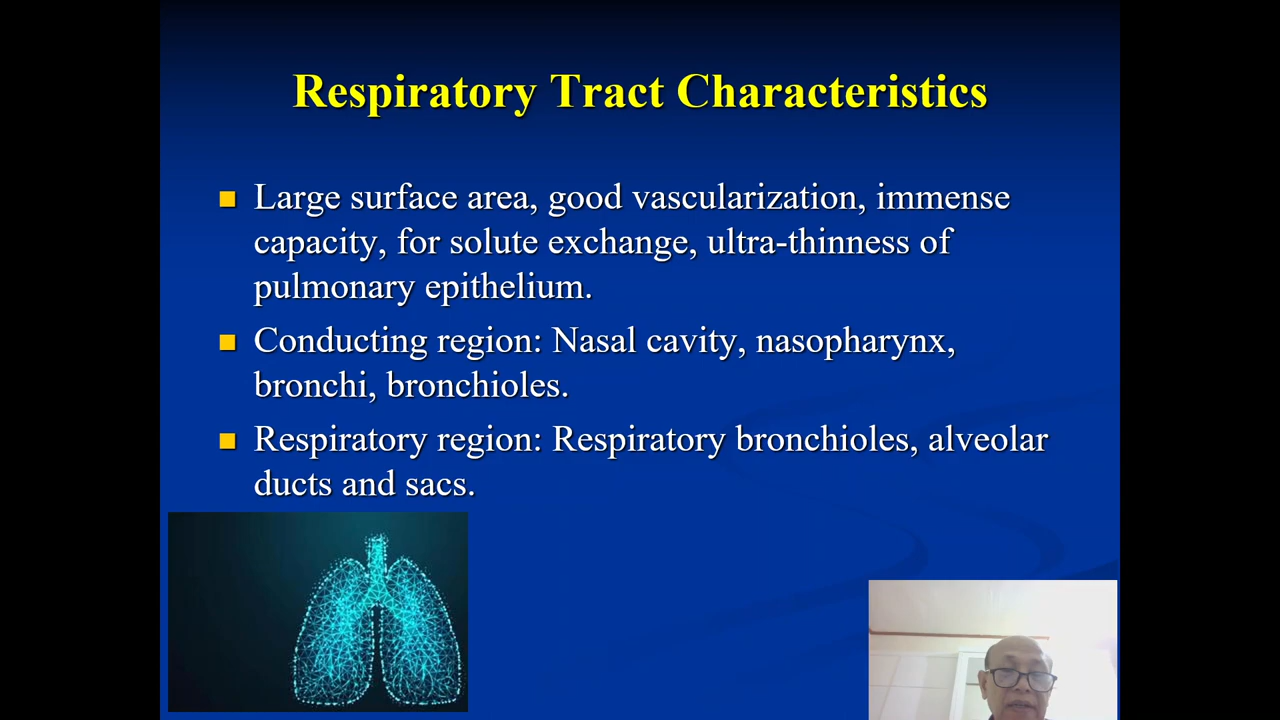 Respiratory Tract Characteristics
Large surface area, good vascularization, immense
capacity, for solute exchange, ultra-thinness of
pulmonary epithelium.
Conducting region: Nasal cavity, nasopharynx,
bronchi, bronchioles.
Respiratory region: Respiratory bronchioles, alveolar
ducts and sacs.